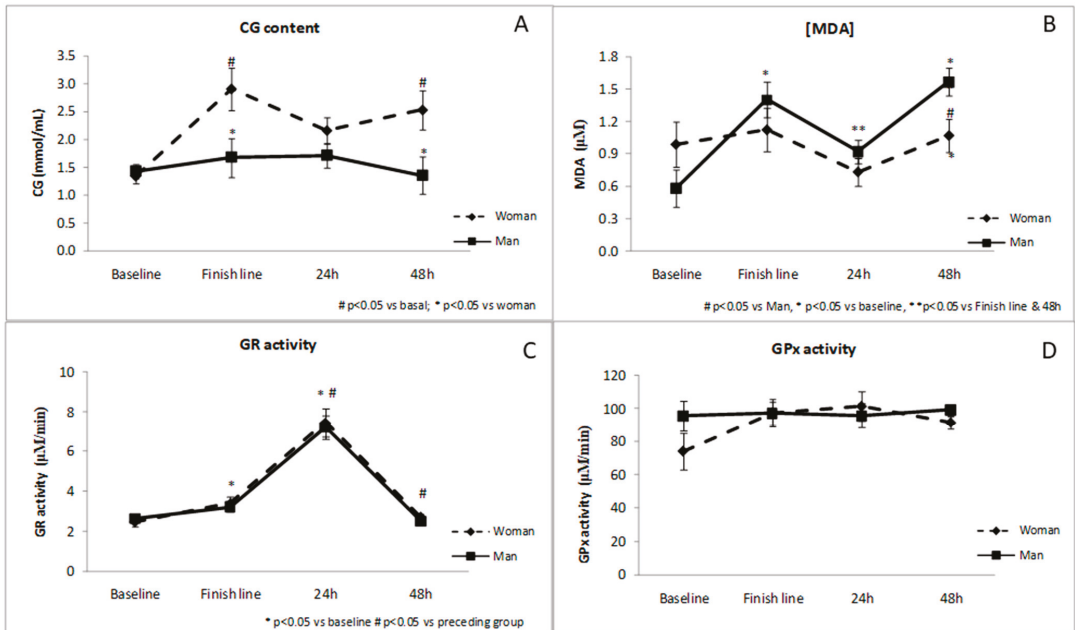 CG content
A
3.5
3.0
2.5
2.0
1.5
1.0
0.5
0.0
CG (mmol/mL)
#
#
*
*
Woman
Man
Baseline Finish line 24h 48h
# p<0.05 vs basal; * p<0.05 vs woman
[MDA]
B
1.8
1.5
1.2
0.9
0.6
0.3
0.0
MDA (µM)
*
*
**
#
*
Woman
Man
Baseline Finish line 24h 48h
# p<0.05 vs Man, * p<0.05 vs baseline, **p<0.05 vs Finish line & 48h
GR activity
C
10
8
6
4
2
0
GR activity (µM/min)
* #
*
#
Woman
Man
Baseline Finish line 24h 48h
* p<0.05 vs baseline # p<0.05 vs preceding group
GPx activity
D
120
100
80
60
40
20
0
GPx activity (µM/min)
Woman
Man
Baseline Finish line 24h 48h